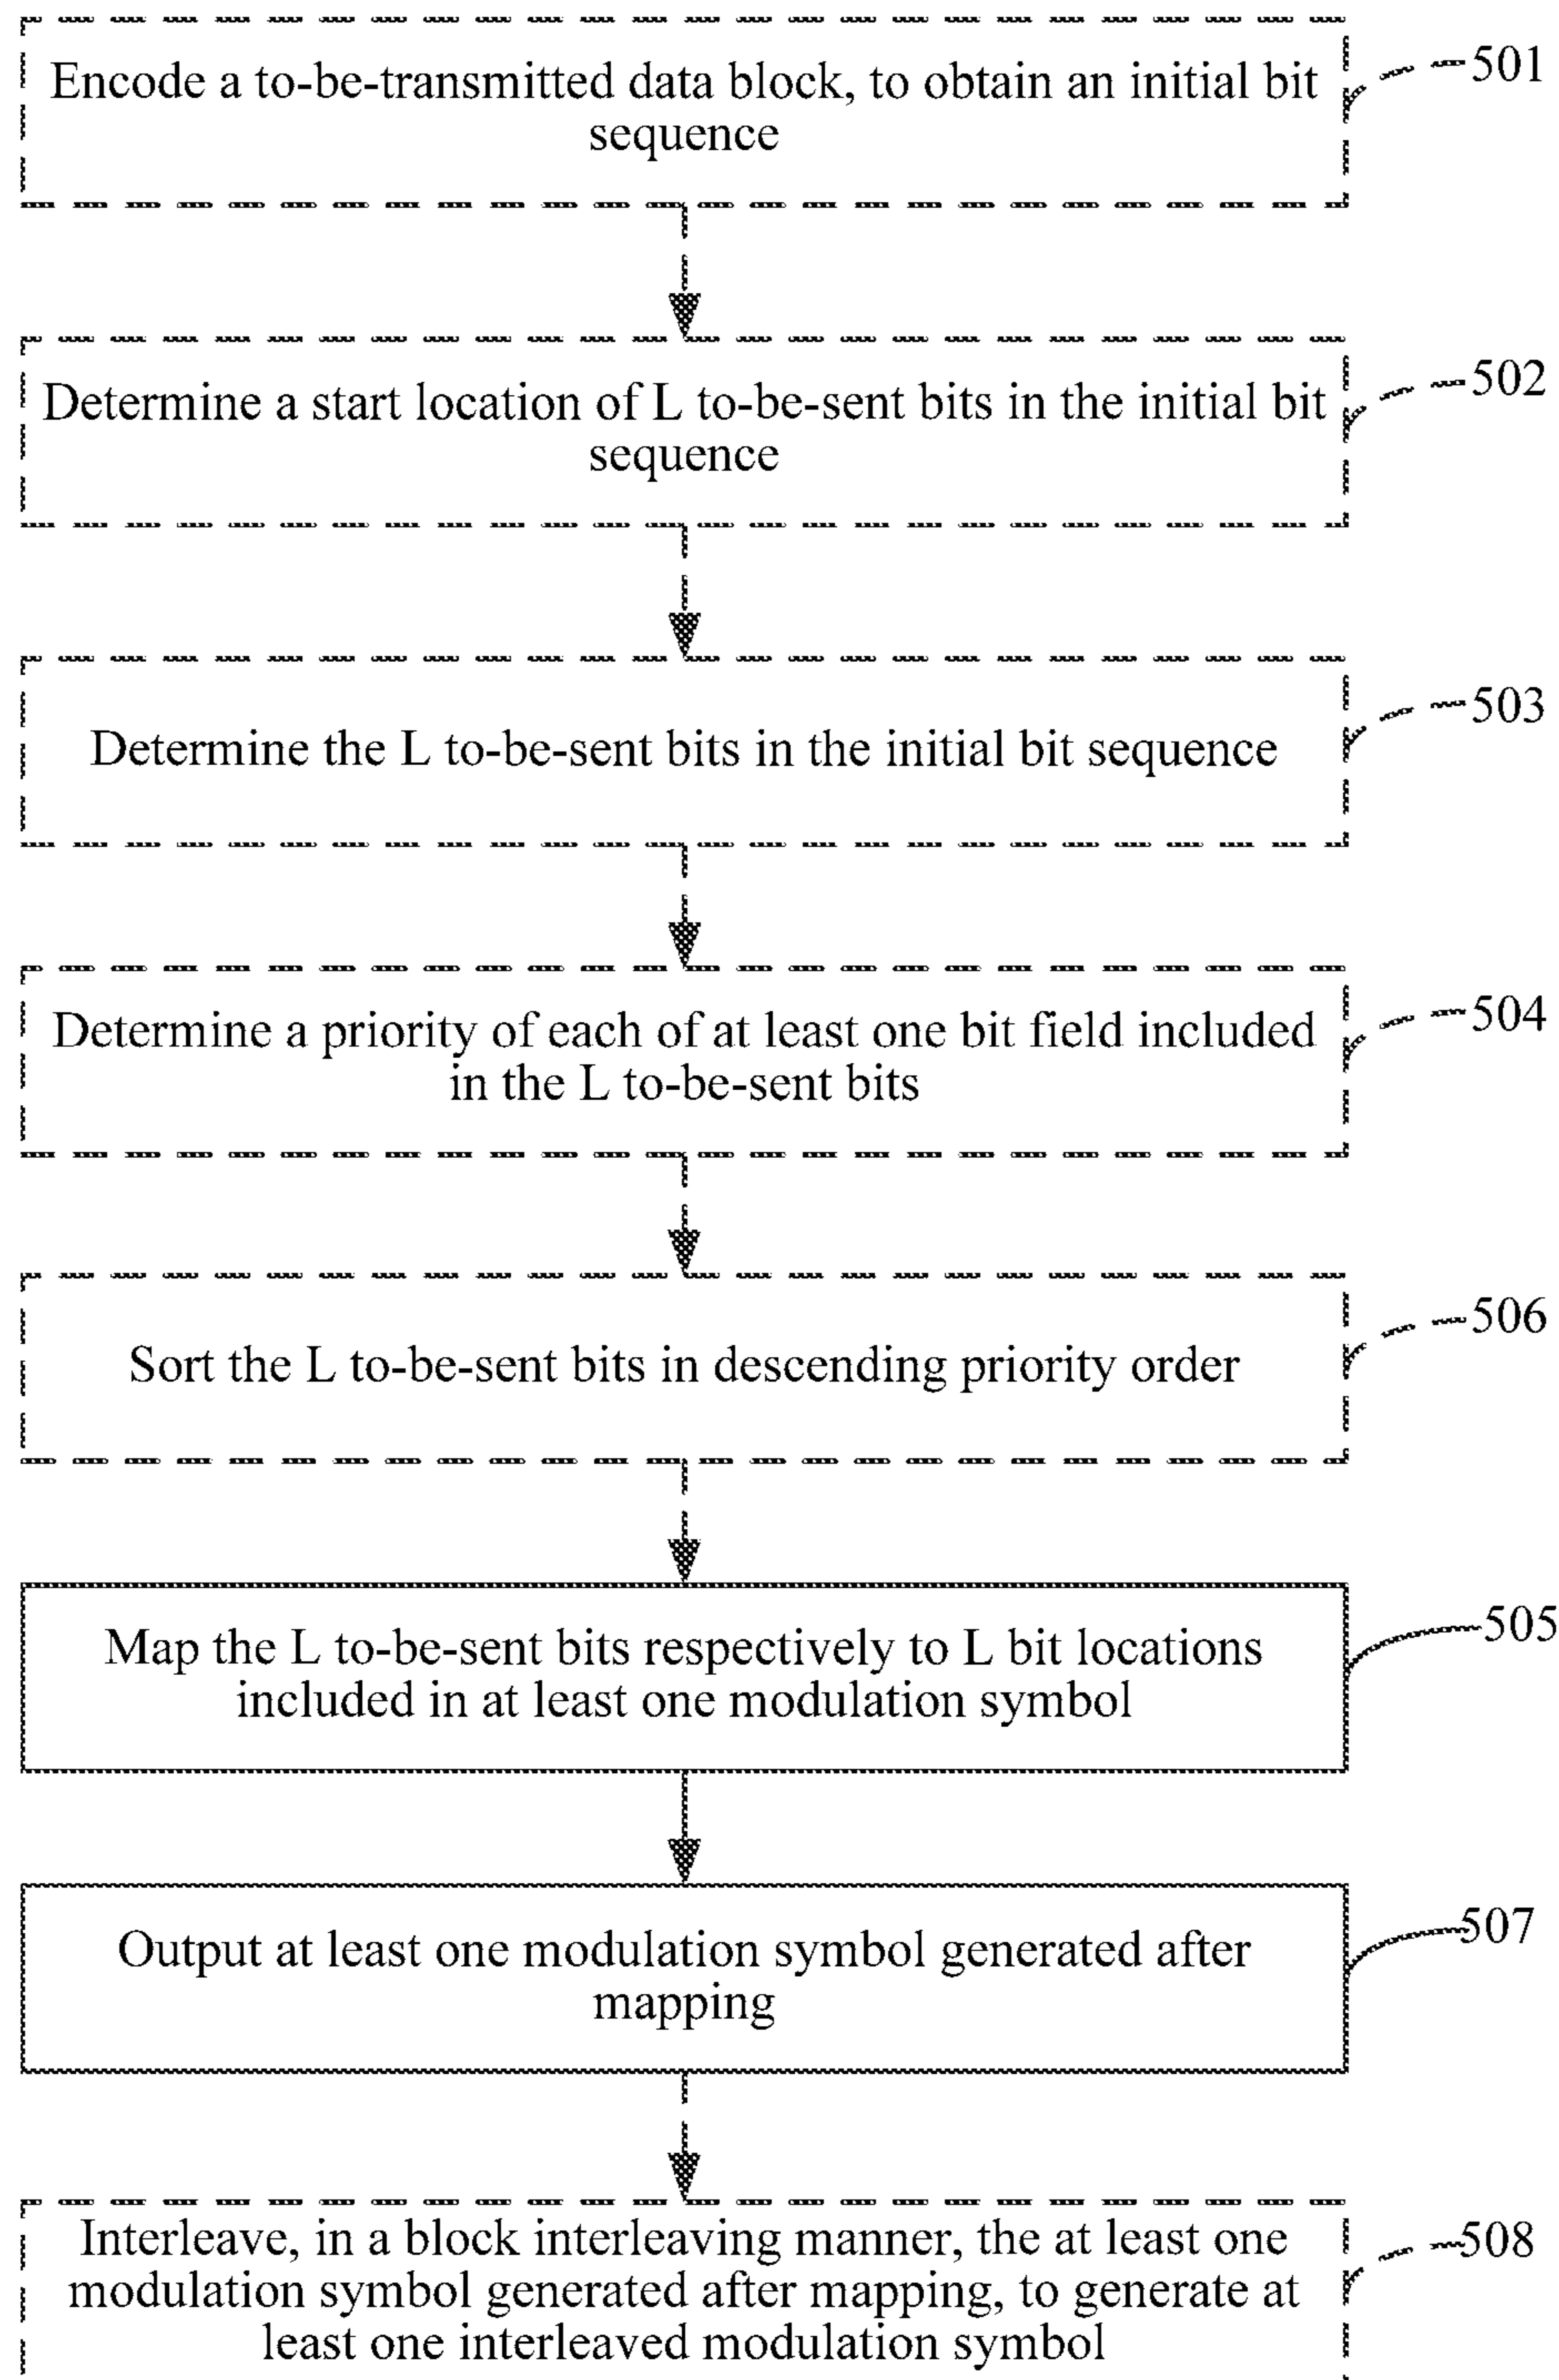 Encode a to-be-transmitted data block, to obtain an initial bit
sequence
501
Determine a start location of L to-be-sent bits in the initial bit
sequence
502
Determine the L to-be-sent bits in the initial bit sequence
503
Determine a priority of each of at least one bit field included
in the L to-be-sent bits
504
Sort the L to-be-sent bits in descending priority order
506
Map the L to-be-sent bits respectively to L bit locations
included in at least one modulation symbol
505
Output at least one modulation symbol generated after
mapping
507
Interleave, in a block interleaving manner, the at least one
modulation symbol generated after mapping, to generate at
least one interleaved modulation symbol
508